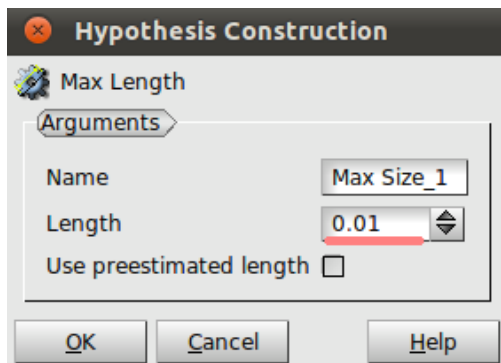 Hypothesis Construction
Max Length
Arguments
Name Max Size_1
Length 0.01
Use preestimated length
OK Cancel Help